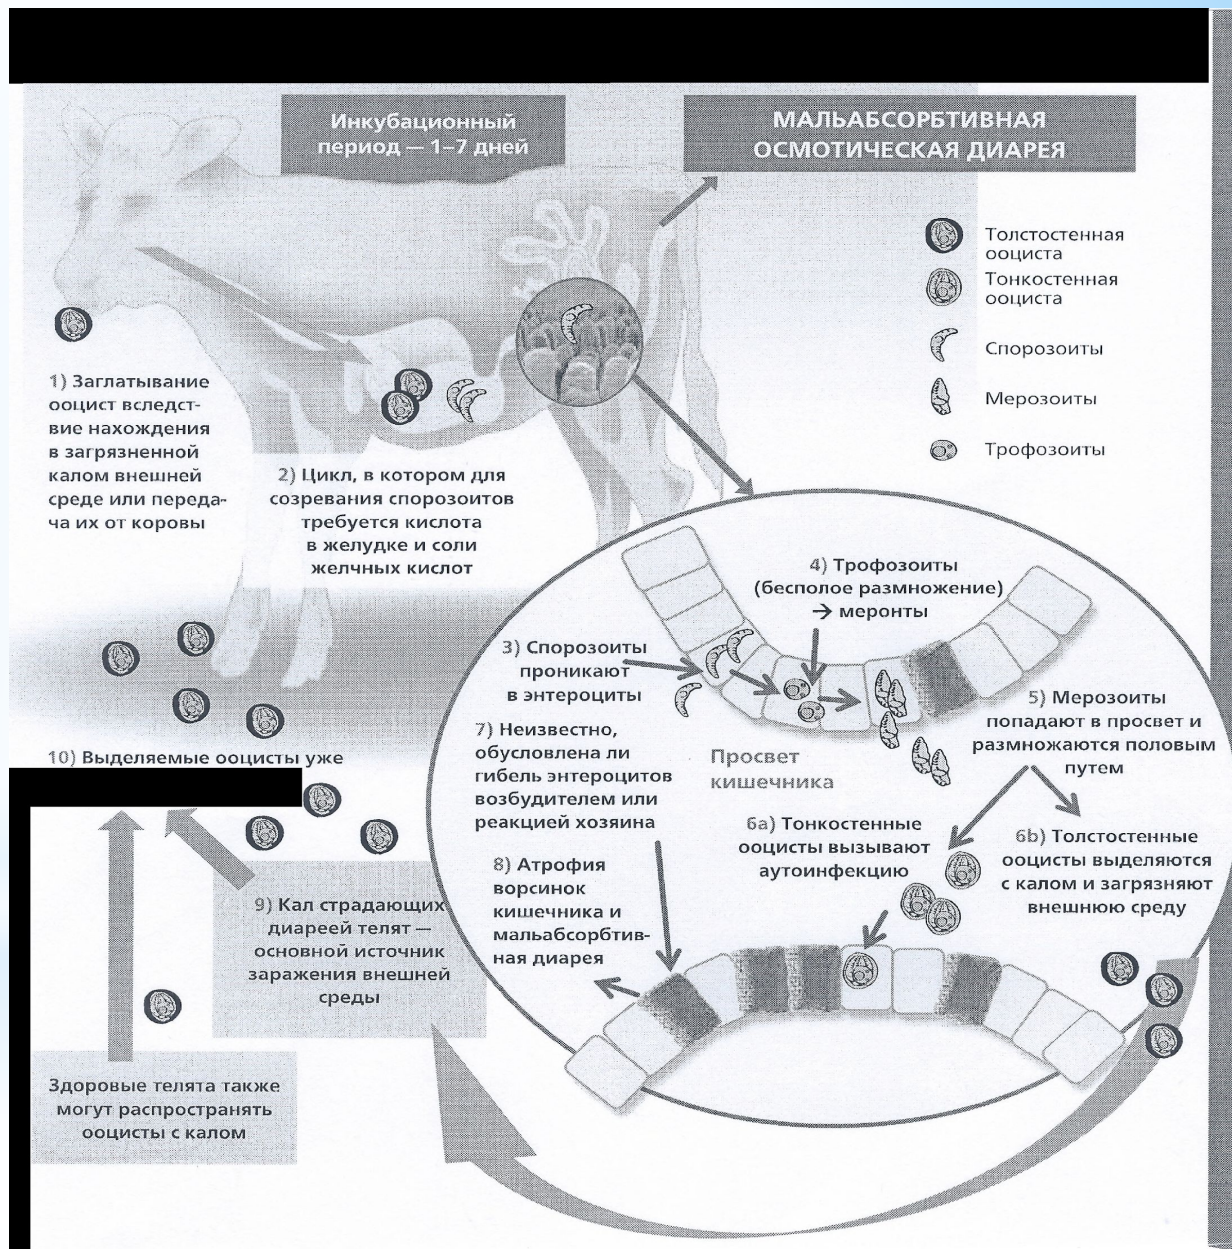 Инкубационный
период — 1–7 дней
МАЛЬАБСОРБТИВНАЯ
ОСМОТИЧЕСКАЯ ДИАРЕЯ
Толстостенная
ооциста
Тонкостенная
ооциста
Спорозоиты
Мерозоиты
Трофозоиты
1) Заглатывание
ооцист вследст-
вие нахождения
в загрязненной
калом внешней
среде или переда-
ча их от коровы
2) Цикл, в котором для
созревания спорозоитов
требуется кислота
в желудке и соли
желчных кислот
3) Спорозоиты
проникают
в энтероциты
4) Трофозоиты
(бесполое размножение)
→ меронты
5) Мерозоиты
попадают в просвет и
размножаются половым
путем
Просвет
кишечника
6a) Тонкостенные
ооцисты вызывают
аутоинфекцию
6b) Толстостенные
ооцисты выделяются
с калом и загрязняют
внешнюю среду
7) Неизвестно,
обусловлена ли
гибель энтероцитов
возбудителем или
реакцией хозяина
8) Атрофия
ворсинок
кишечника и
мальабсорбтив-
ная диарея
9) Кал страдающих
диареей телят —
основной источник
заражения внешней
среды
10) Выделяемые ооцисты уже
Здоровые телята также
могут распространять
ооцисты с калом